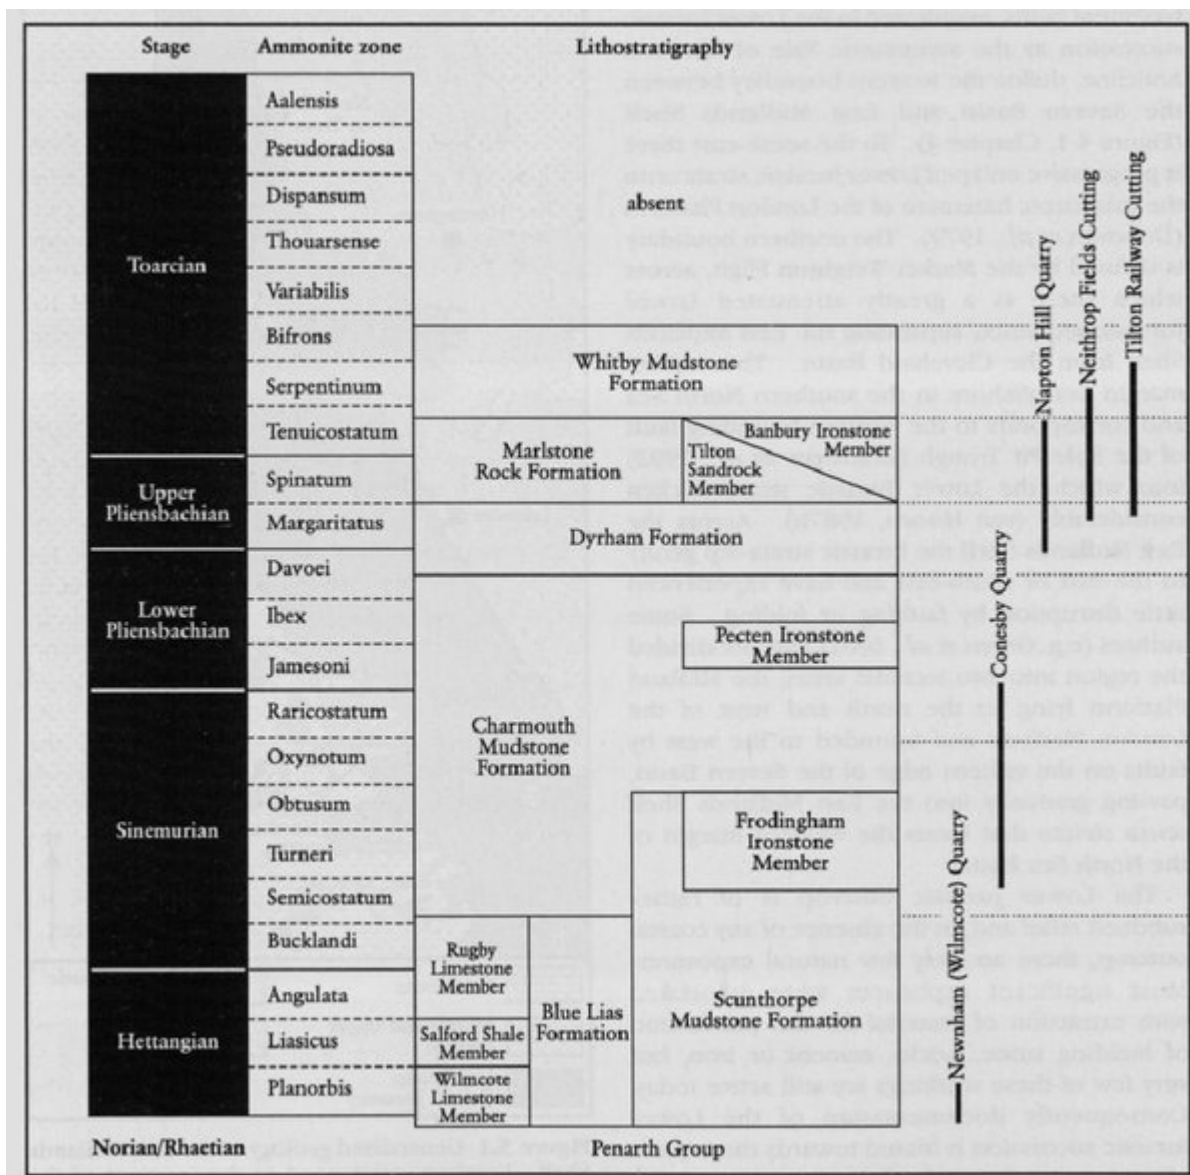 Stage
Ammonite zone
Lithostratigraphy
Toarcian
Upper
Pliensbachian
Lower
Pliensbachian
Sinemurian
Hettangian
Norian/Rhaetian
Aalensis
Pseudoradiosa
Dispansum
Thouarsense
Variabilis
Bifrons
Serpentinum
Tenuicostatum
Spinatum
Margaritatus
Davoei
Ibex
Jamesoni
Raricostatum
Oxynotum
Obtusum
Turneri
Semicostatum
Bucklandi
Angulata
Liasicus
Planorbis
absent
Whitby Mudstone
Formation
Marlstone
Rock Formation
Banbury Ironstone
Member
Tilton
Sandrock
Member
Dyrham Formation
Pecten Ironstone
Member
Charmouth
Mudstone
Formation
Frodingham
Ironstone
Member
Rugby
Limestone
Member
Blue Lias
Formation
Scunthorpe
Mudstone Formation
Salford Shale
Member
Wilmcote
Limestone
Member
Penarth Group
Newnham (Wilmcote) Quarry
Conesby Quarry
Napton Hill Quarry
Neithrop Fields Cutting
Tilton Railway Cutting